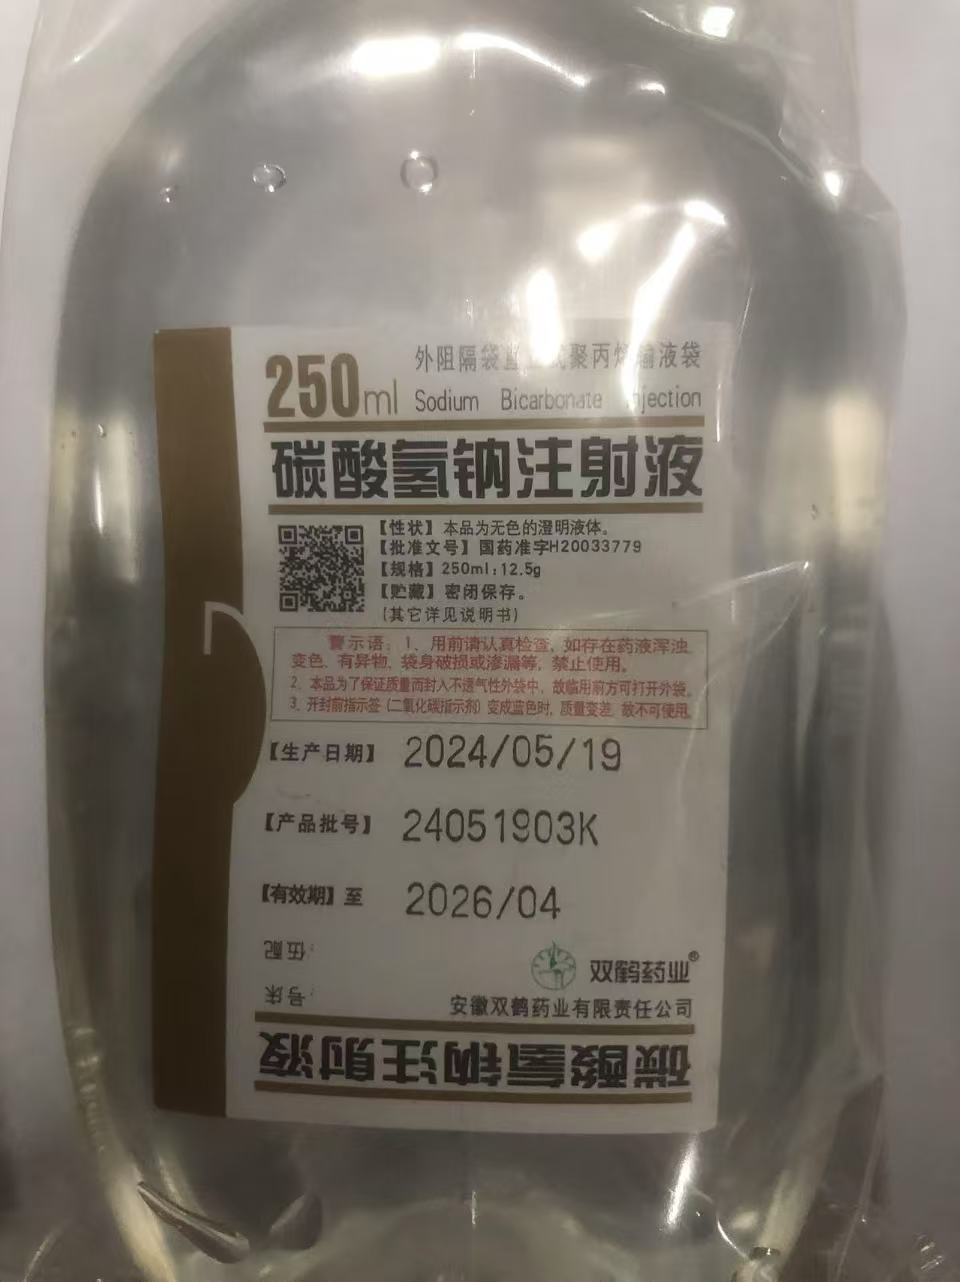 250ml
外阻隔袋直立式聚丙烯输液袋
Sodium Bicarbonate Injection
碳酸氢钠注射液
【性状】本品为无色的澄明液体。
【批准文号】国药准字H20033779
【规格】250ml:12.5g
【贮藏】密闭保存。
(其它详见说明书)
警示语：1、用前请认真检查，如存在药液浑浊、
变色、有异物、袋身破损或渗漏等，禁止使用。
2、本品为了保证质量而封入不透气性外袋中，故临用前方可打开外袋。
3、开封前指示签（二氧化碳指示剂）变成蓝色时，质量变差，故不可使用。
【生产日期】 2024/05/19
【产品批号】 24051903K
【有效期】至 2026/04
双鹤药业®
安徽双鹤药业有限责任公司
床号:
碳酸氢钠注射液